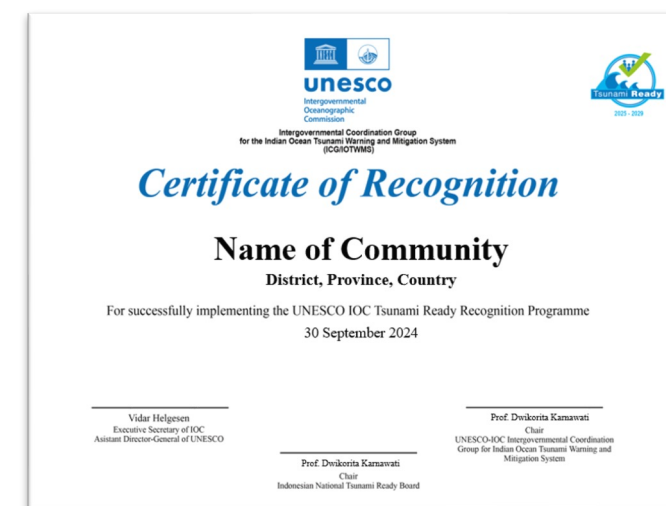 unesco
Intergovernmental
Oceanographic
Commission
Tsunami Ready
2025 - 2029
Intergovernmental Coordination Group
for the Indian Ocean Tsunami Warning and Mitigation System
(ICG/IOTWMS)
Certificate of Recognition
Name of Community
District, Province, Country
For successfully implementing the UNESCO IOC Tsunami Ready Recognition Programme
30 September 2024
Vidar Helgesen
Executive Secretary of IOC
Asistant Director-General of UNESCO
Prof. Dwikorita Karnawati
Chair
UNESCO-IOC Intergovernmental Coordination
Group for Indian Ocean Tsunami Warning and
Mitigation System
Prof. Dwikorita Karnawati
Chair
Indonesian National Tsunami Ready Board